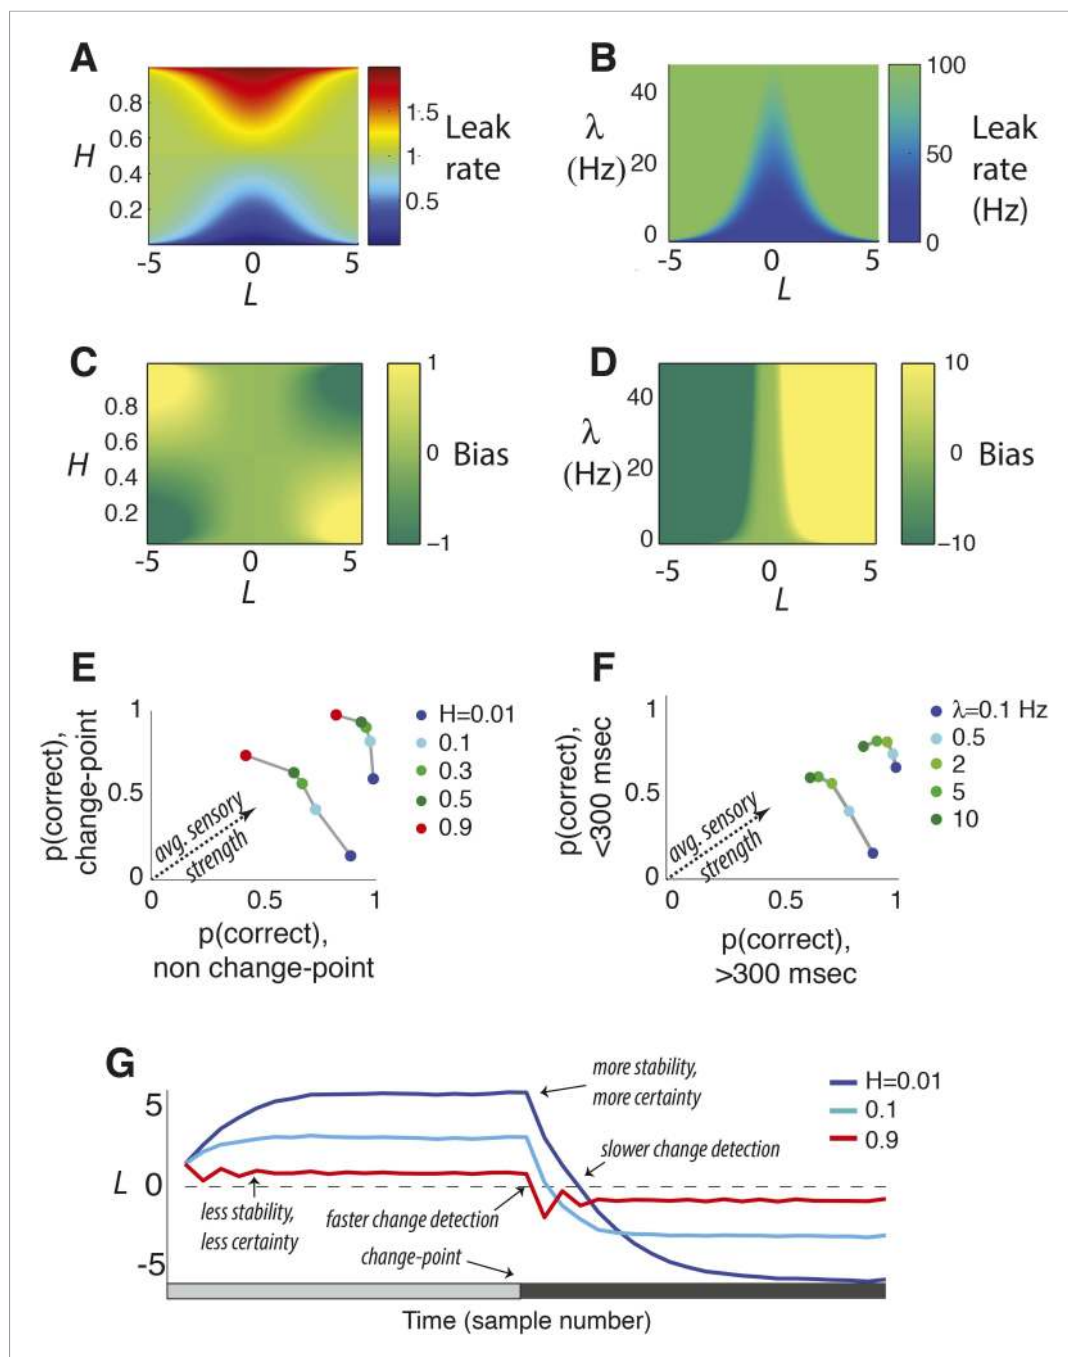 A
0.8
0.6
0.4
0.2
H
-5
0
5
L
1.5
1
0.5
Leak
rate
B
40
20
0
λ
(Hz)
-5
0
5
L
100
50
0
Leak
rate
(Hz)
C
0.8
0.6
0.4
0.2
H
-5
0
5
L
1
0
−1
Bias
D
40
20
0
λ
(Hz)
-5
0
5
L
10
0
−10
Bias
E
p(correct),
change-point
1
0.5
0
avg. sensory
strength
0
0.5
1
p(correct),
non change-point
H=0.01
0.1
0.3
0.5
0.9
F
p(correct),
<300 msec
1
0.5
0
avg. sensory
strength
0
0.5
1
p(correct),
>300 msec
λ=0.1 Hz
0.5
2
5
10
G
5
L
0
-5
more stability,
more certainty
slower change detection
less stability,
less certainty
faster change detection
change-point
H=0.01
0.1
0.9
Time (sample number)